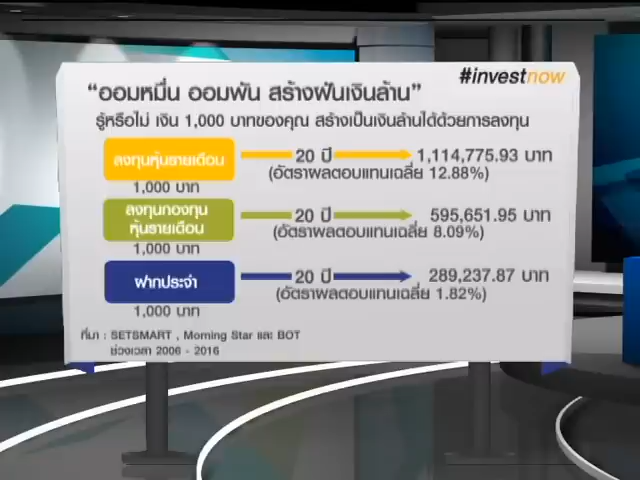 #investnow
“ออมหมื่น ออมพัน สร้างฝันเงินล้าน”
รู้หรือไม่ เงิน 1,000 บาทของคุณ สร้างเป็นเงินล้านได้ด้วยการลงทุน
ลงทุนหุ้นรายเดือน 20 ปี 1,114,775.93 บาท
1,000 บาท (อัตราผลตอบแทนเฉลี่ย 12.88%)
ลงทุนกองทุน
หุ้นรายเดือน 20 ปี 595,651.95 บาท
1,000 บาท (อัตราผลตอบแทนเฉลี่ย 8.09%)
ฝากประจำ 20 ปี 289,237.87 บาท
1,000 บาท (อัตราผลตอบแทนเฉลี่ย 1.82%)
ที่มา : SETSMART , Morning Star และ BOT
ช่วงเวลา 2006 - 2016